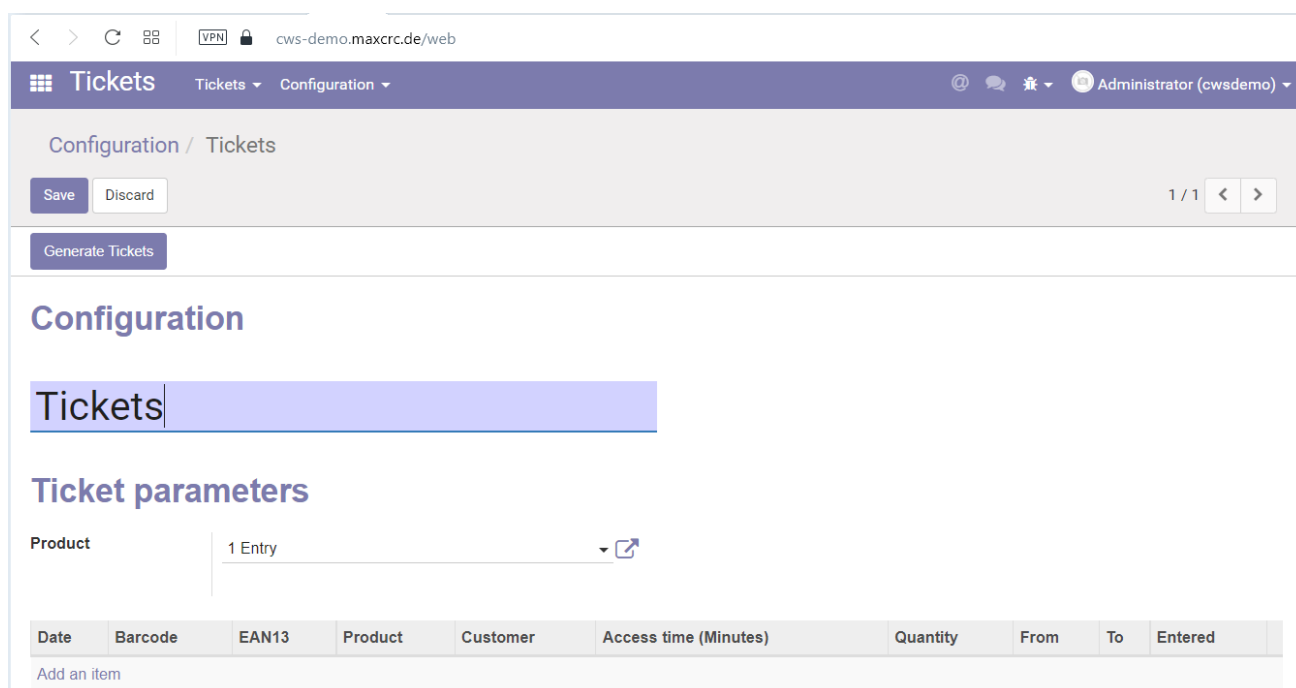 VPN cws-demo.maxcrc.de/web
Tickets Tickets Configuration @ Administrator (cwsdemo)
Configuration / Tickets
Save Discard 1 / 1
Generate Tickets
Configuration
Tickets
Ticket parameters
Product 1 Entry
Date Barcode EAN13 Product Customer Access time (Minutes) Quantity From To Entered
Add an item